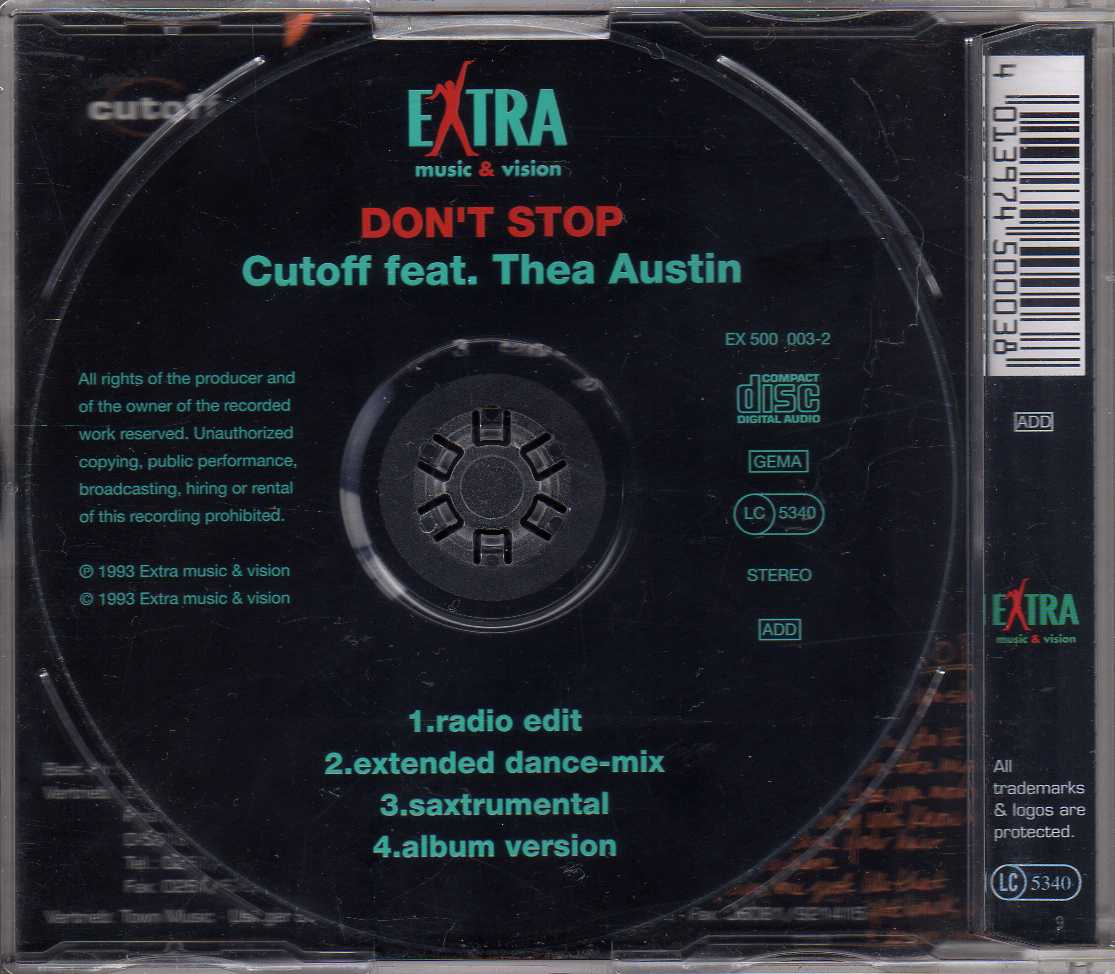 cutoff
EXTRA
music & vision
DON'T STOP
Cutoff feat. Thea Austin
EX 500 003-2
COMPACT
disc
DIGITAL AUDIO
GEMA
LC 5340
STEREO
ADD
All rights of the producer and
of the owner of the recorded
work reserved. Unauthorized
copying, public performance,
broadcasting, hiring or rental
of this recording prohibited.
℗ 1993 Extra music & vision
© 1993 Extra music & vision
1.radio edit
2.extended dance-mix
3.saxtrumental
4.album version
Vertrieb: Town Music
4 013974 500038
ADD
EXTRA
music & vision
All
trademarks
& logos are
protected.
LC 5340